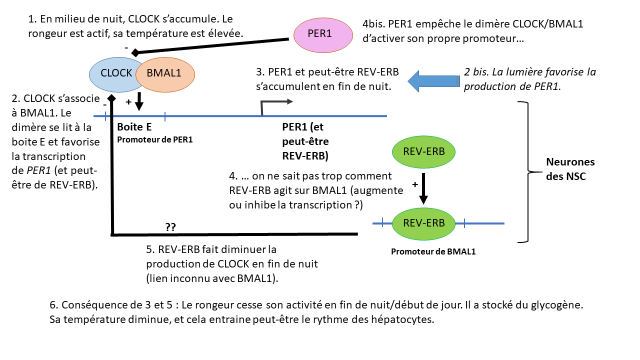 1. En milieu de nuit, CLOCK s’accumule. Le
rongeur est actif, sa température est élevée.
PER1
4bis. PER1 empêche le dimère CLOCK/BMAL1
d’activer son propre promoteur…
-
CLOCK
BMAL1
3. PER1 et peut-être REV-ERB
s’accumulent en fin de nuit.
2 bis. La lumière favorise la
production de PER1.
2. CLOCK s’associe
à BMAL1. Le
dimère se lit à la
boite E et favorise
la transcription
de PER1 (et peut-
être de REV-ERB).
-
+
Boite E
Promoteur de PER1
PER1 (et
peut-être
REV-ERB)
REV-ERB
4. … on ne sait pas trop comment
REV-ERB agit sur BMAL1 (augmente
ou inhibe la transcription ?)
+
REV-ERB
Promoteur de BMAL1
Neurones
des NSC
??
5. REV-ERB fait diminuer la
production de CLOCK en fin de nuit
(lien inconnu avec BMAL1).
6. Conséquence de 3 et 5 : Le rongeur cesse son activité en fin de nuit/début de jour. Il a stocké du glycogène.
Sa température diminue, et cela entraine peut-être le rythme des hépatocytes.